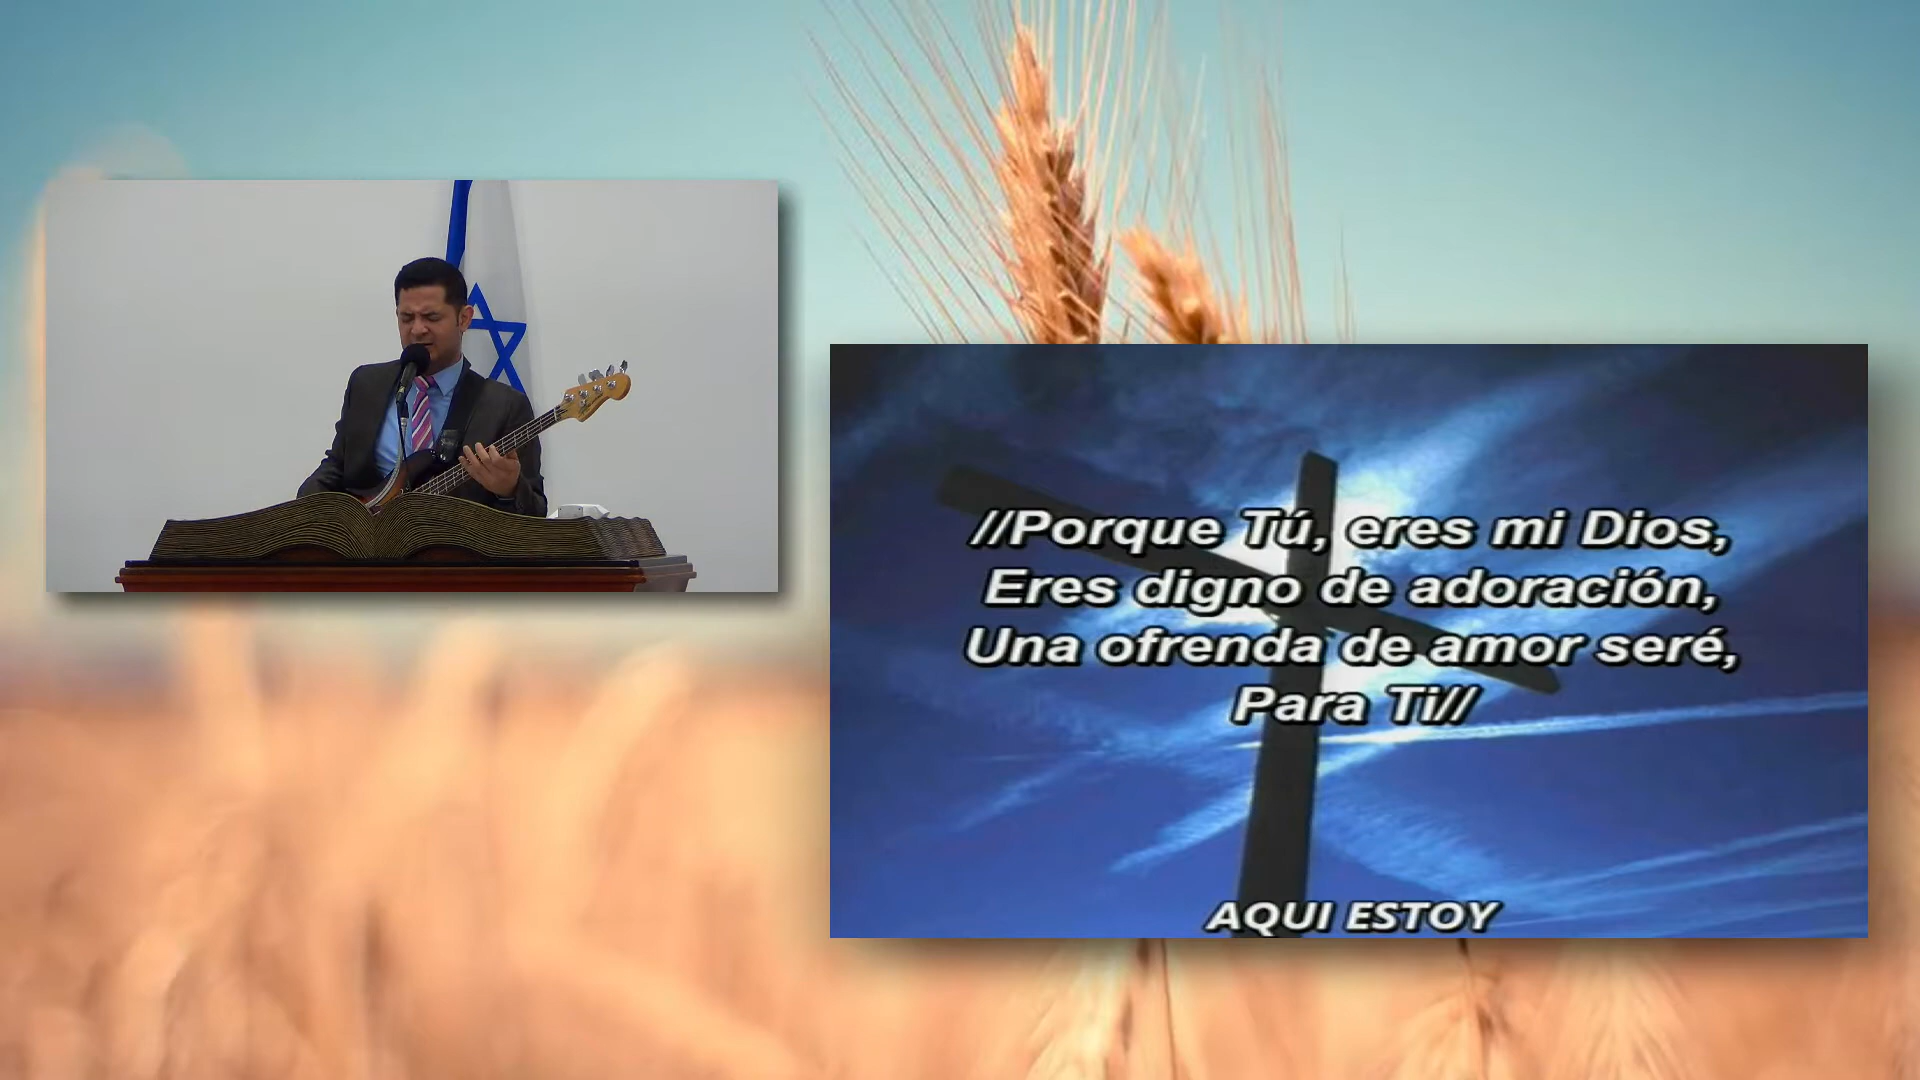 //Porque Tú, eres mi Dios,
Eres digno de adoración,
Una ofrenda de amor seré,
Para Ti//
AQUI ESTOY